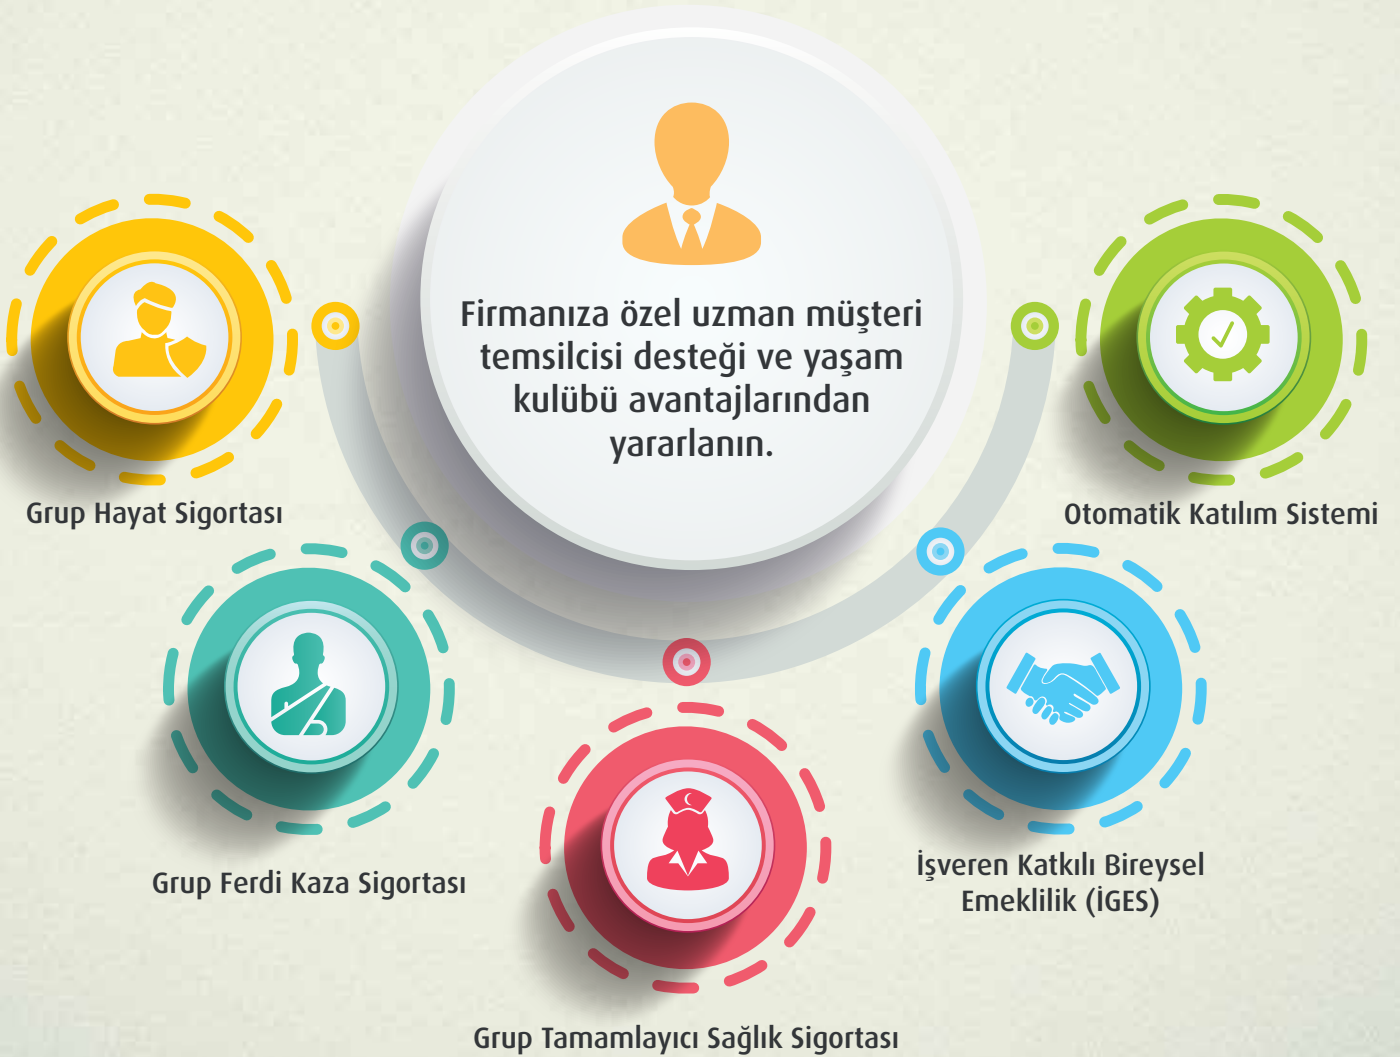 Firmanıza özel uzman müşteri
temsilcisi desteği ve yaşam
kulübü avantajlarından
yararlanın.
Grup Hayat Sigortası
Otomatik Katılım Sistemi
Grup Ferdi Kaza Sigortası
İşveren Katkılı Bireysel
Emeklilik (İGES)
Grup Tamamlayıcı Sağlık Sigortası